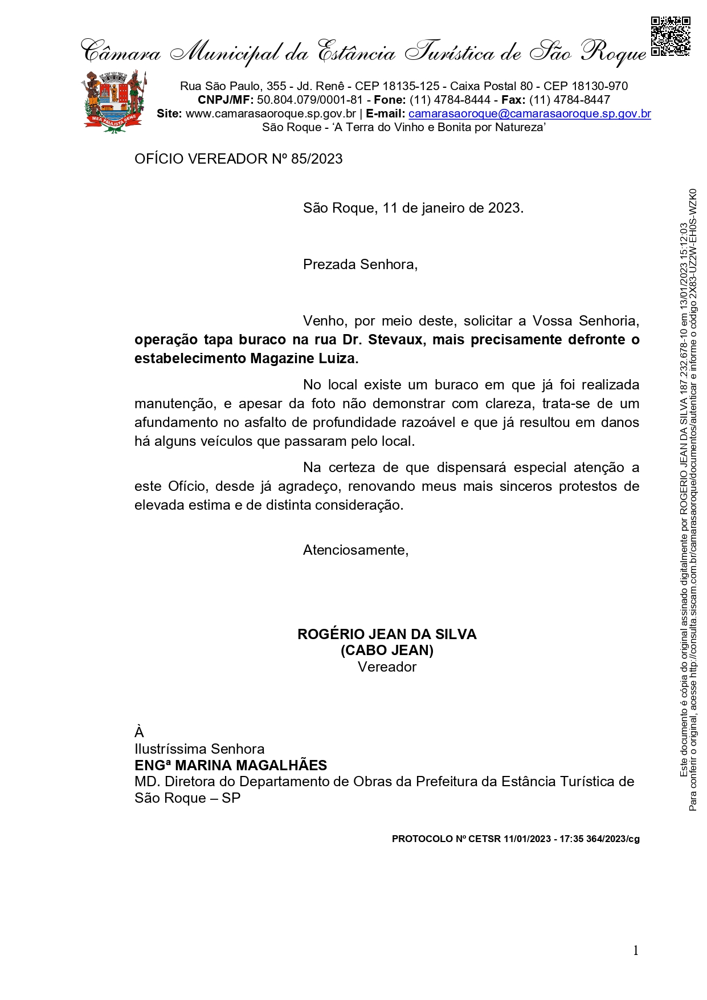 Câmara Municipal da Estância Turística de São Roque
MEA PAULISTA GENS
Rua São Paulo, 355 - Jd. Renê - CEP 18135-125 - Caixa Postal 80 - CEP 18130-970
CNPJ/MF: 50.804.079/0001-81 - Fone: (11) 4784-8444 - Fax: (11) 4784-8447
Site: www.camarasaoroque.sp.gov.br | E-mail: camarasaoroque@camarasaoroque.sp.gov.br
São Roque - ‘A Terra do Vinho e Bonita por Natureza’
OFÍCIO VEREADOR Nº 85/2023
São Roque, 11 de janeiro de 2023.
Prezada Senhora,
Venho, por meio deste, solicitar a Vossa Senhoria,
operação tapa buraco na rua Dr. Stevaux, mais precisamente defronte o
estabelecimento Magazine Luiza.
No local existe um buraco em que já foi realizada
manutenção, e apesar da foto não demonstrar com clareza, trata-se de um
afundamento no asfalto de profundidade razoável e que já resultou em danos
há alguns veículos que passaram pelo local.
Na certeza de que dispensará especial atenção a
este Ofício, desde já agradeço, renovando meus mais sinceros protestos de
elevada estima e de distinta consideração.
Atenciosamente,
ROGÉRIO JEAN DA SILVA
(CABO JEAN)
Vereador
À
Ilustríssima Senhora
ENGª MARINA MAGALHÃES
MD. Diretora do Departamento de Obras da Prefeitura da Estância Turística de
São Roque – SP
PROTOCOLO Nº CETSR 11/01/2023 - 17:35 364/2023/cg
1
Este documento é cópia do original assinado digitalmente por ROGERIO JEAN DA SILVA 187.232.678-10 em 13/01/2023 15:12:03
Para conferir o original, acesse http://consulta.siscam.com.br/camarasaoroque/documentos/autenticar e informe o código 2X83-UZ2W-EH0S-WZK0